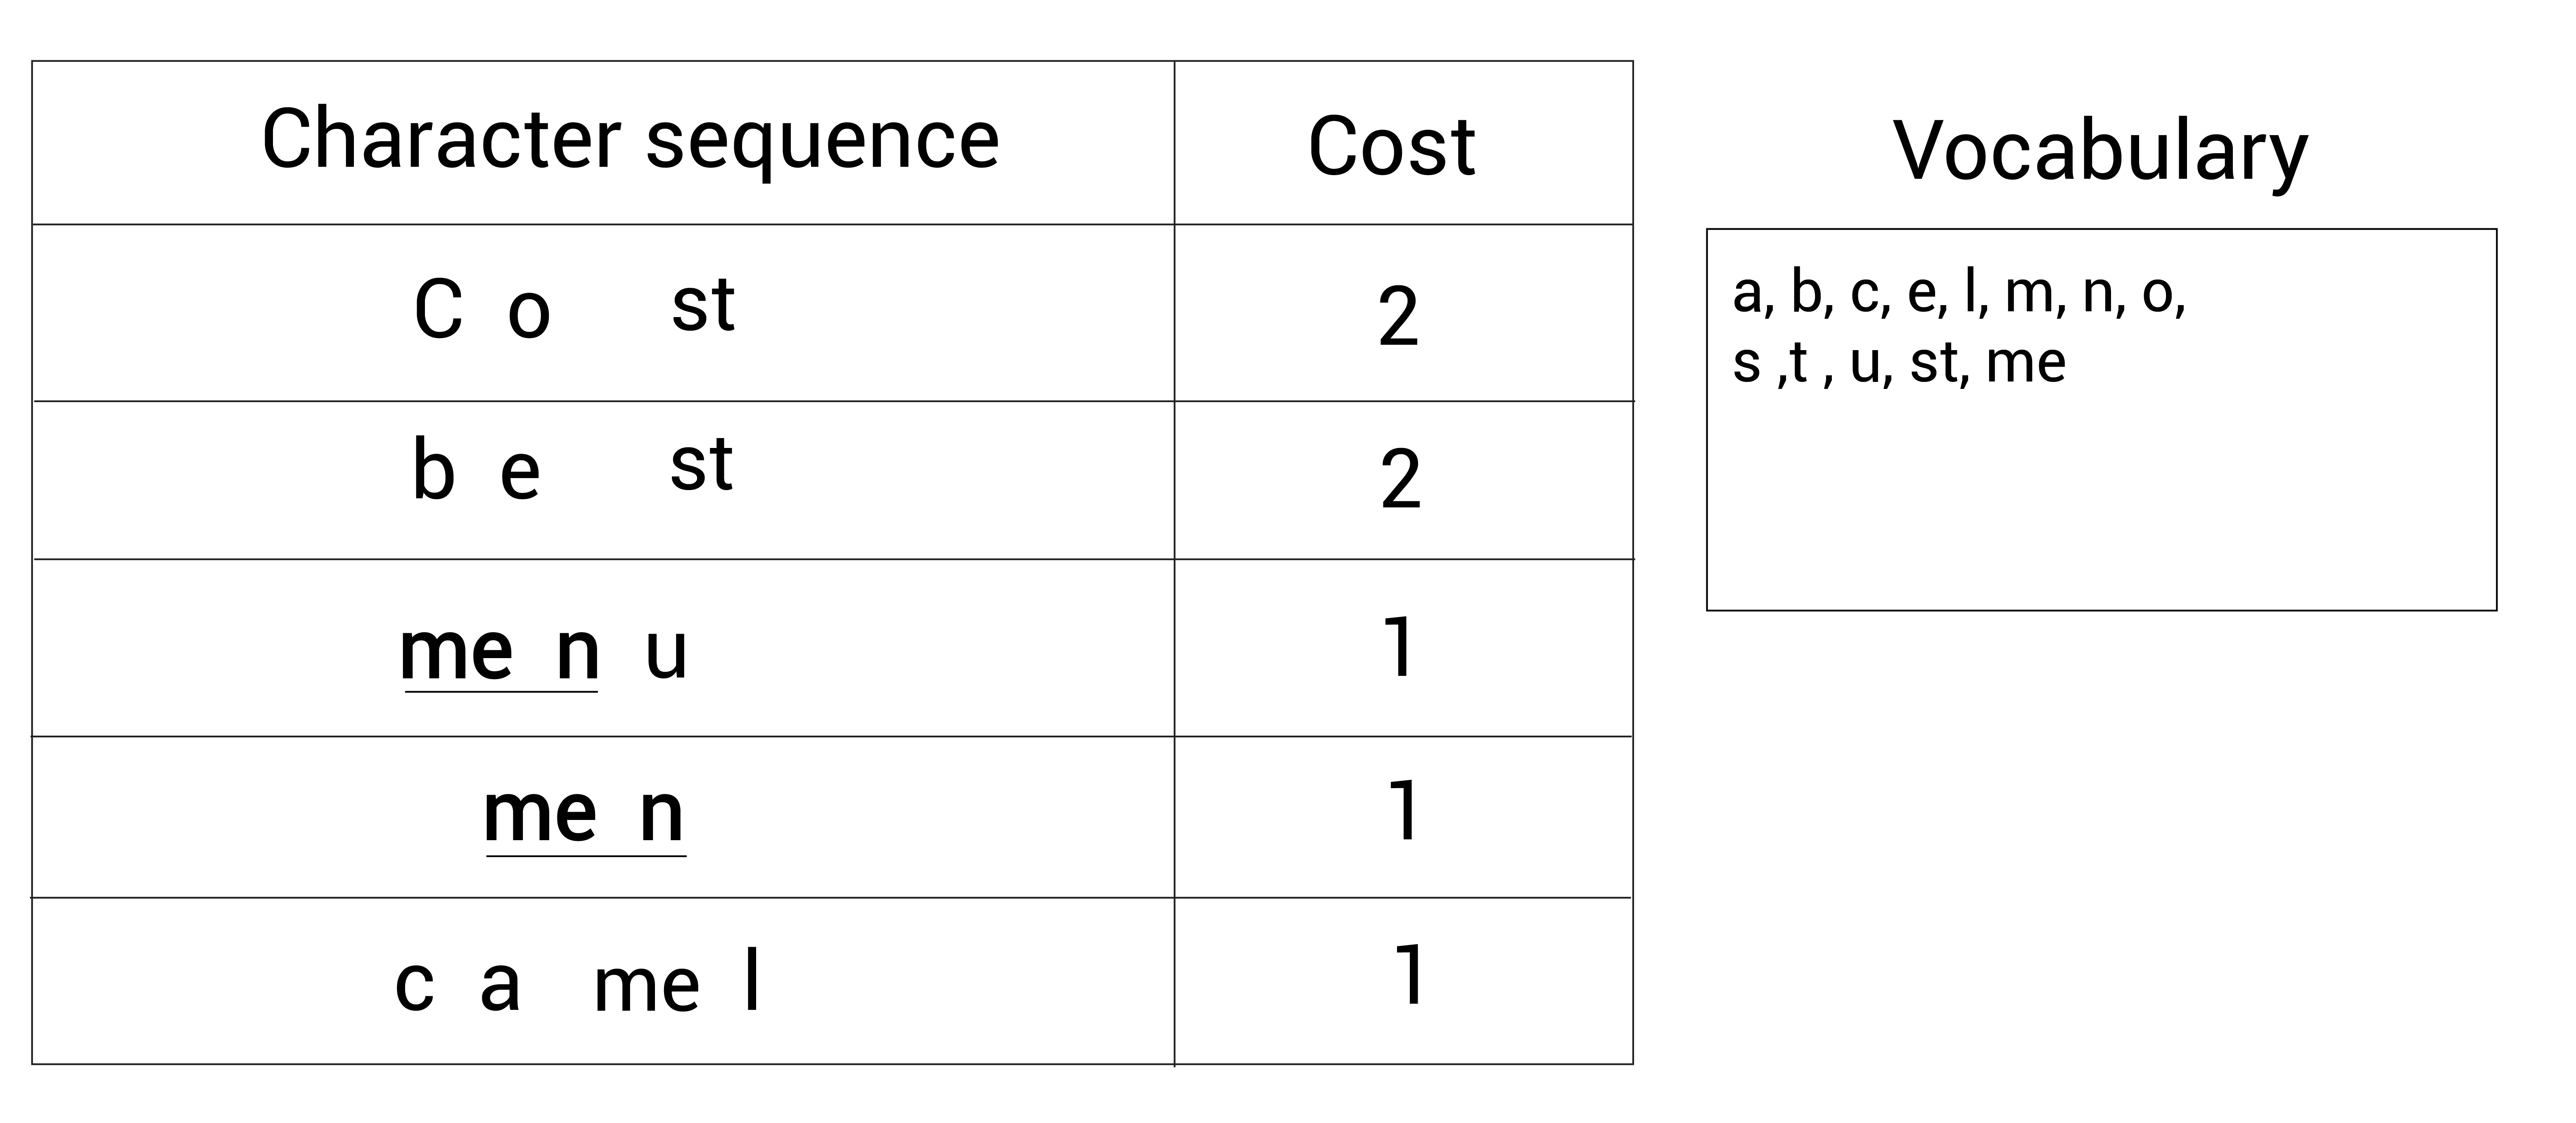 Character sequence Cost
C o st 2
b e st 2
me n u 1
me n 1
c a me l 1
Vocabulary
a, b, c, e, l, m, n, o,
s ,t , u, st, me